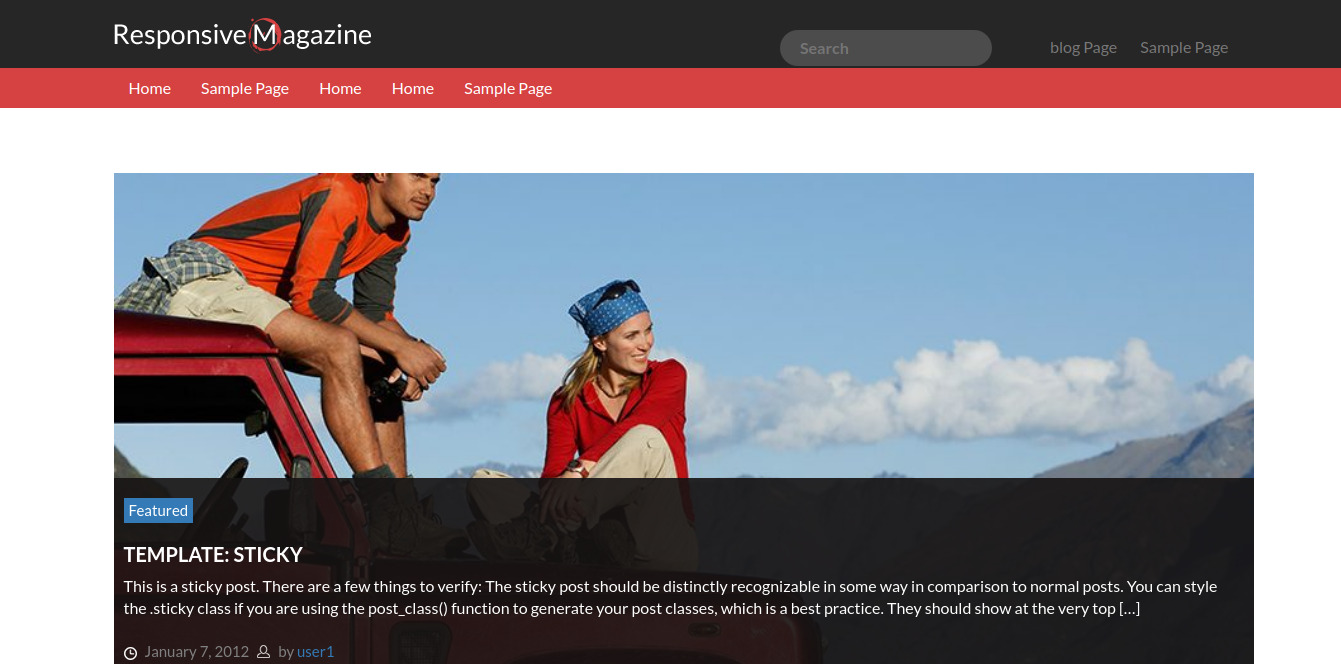 ResponsiveMagazine
Search
blog Page
Sample Page
Home
Sample Page
Home
Home
Sample Page
Featured
TEMPLATE: STICKY
This is a sticky post. There are a few things to verify: The sticky post should be distinctly recognizable in some way in comparison to normal posts. You can style
the .sticky class if you are using the post_class() function to generate your post classes, which is a best practice. They should show at the very top […]
January 7, 2012 by user1